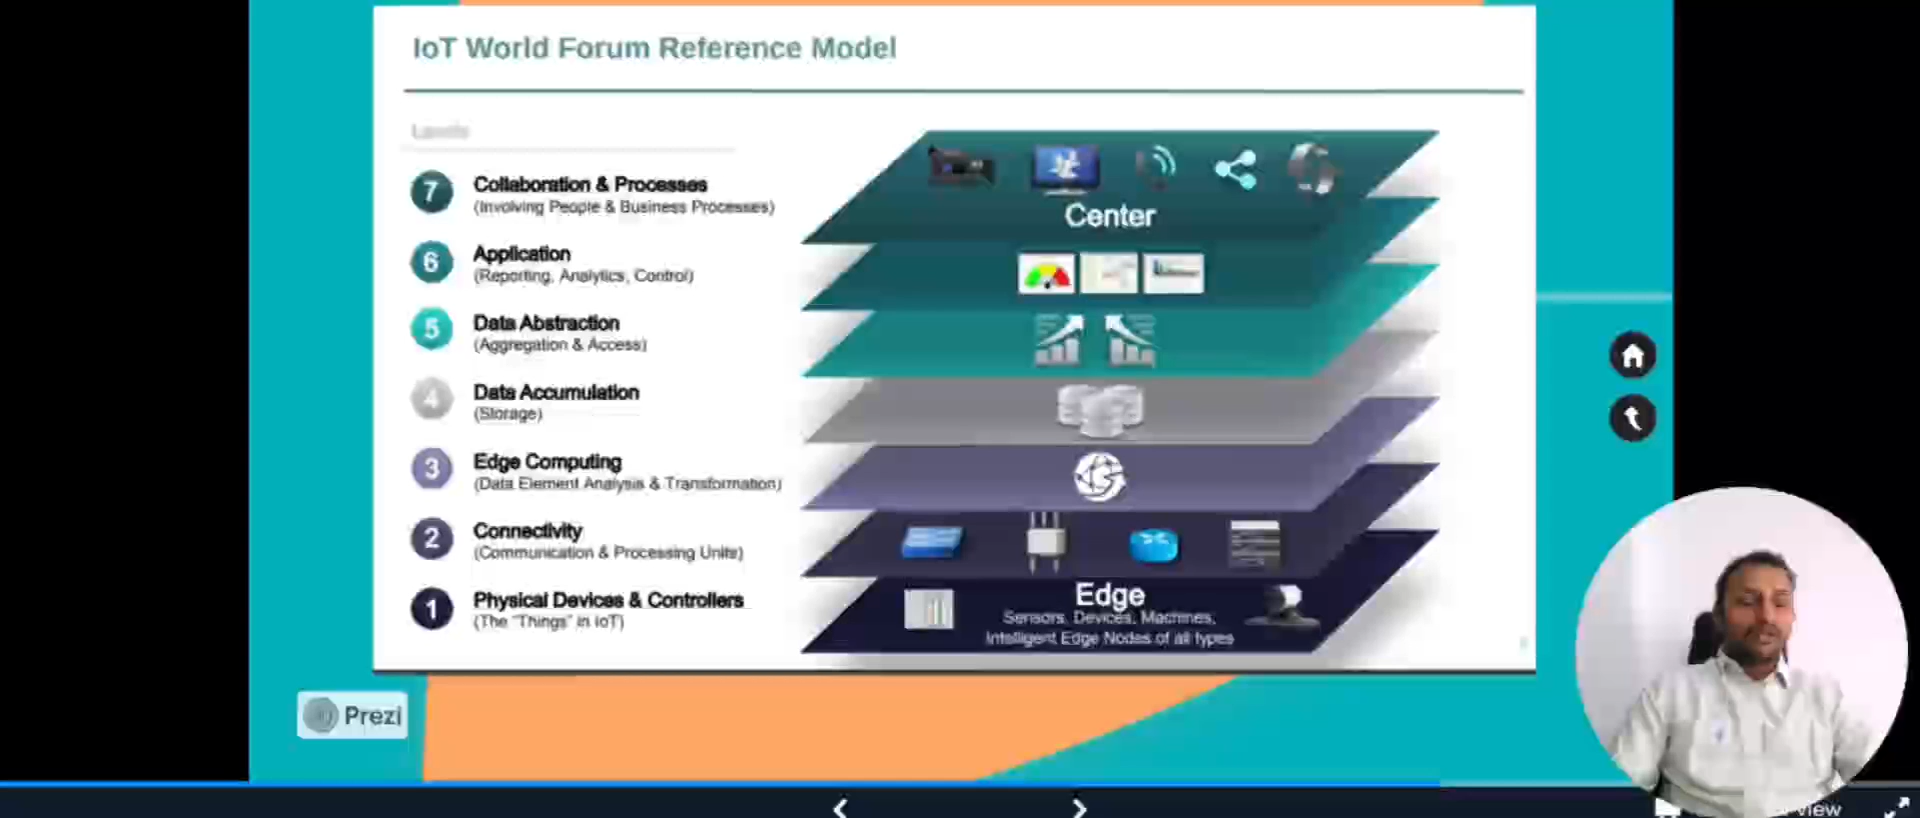 IoT World Forum Reference Model
Levels
7 Collaboration & Processes
(Involving People & Business Processes)
6 Application
(Reporting, Analytics, Control)
5 Data Abstraction
(Aggregation & Access)
4 Data Accumulation
(Storage)
3 Edge Computing
(Data Element Analysis & Transformation)
2 Connectivity
(Communication & Processing Units)
1 Physical Devices & Controllers
(The "Things" in IoT)
Center
Edge
Sensors, Devices, Machines,
Intelligent Edge Nodes of all types
Prezi